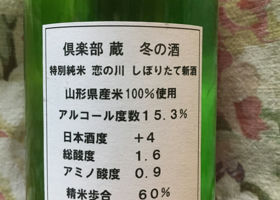 倶楽部 蔵　冬の酒
特別純米 恋の川 しぼりたて新酒
山形県産米100%使用
アルコール度数15.3%
日本酒度　+4
総酸度　1.6
アミノ酸度　0.9
精米歩合　60%